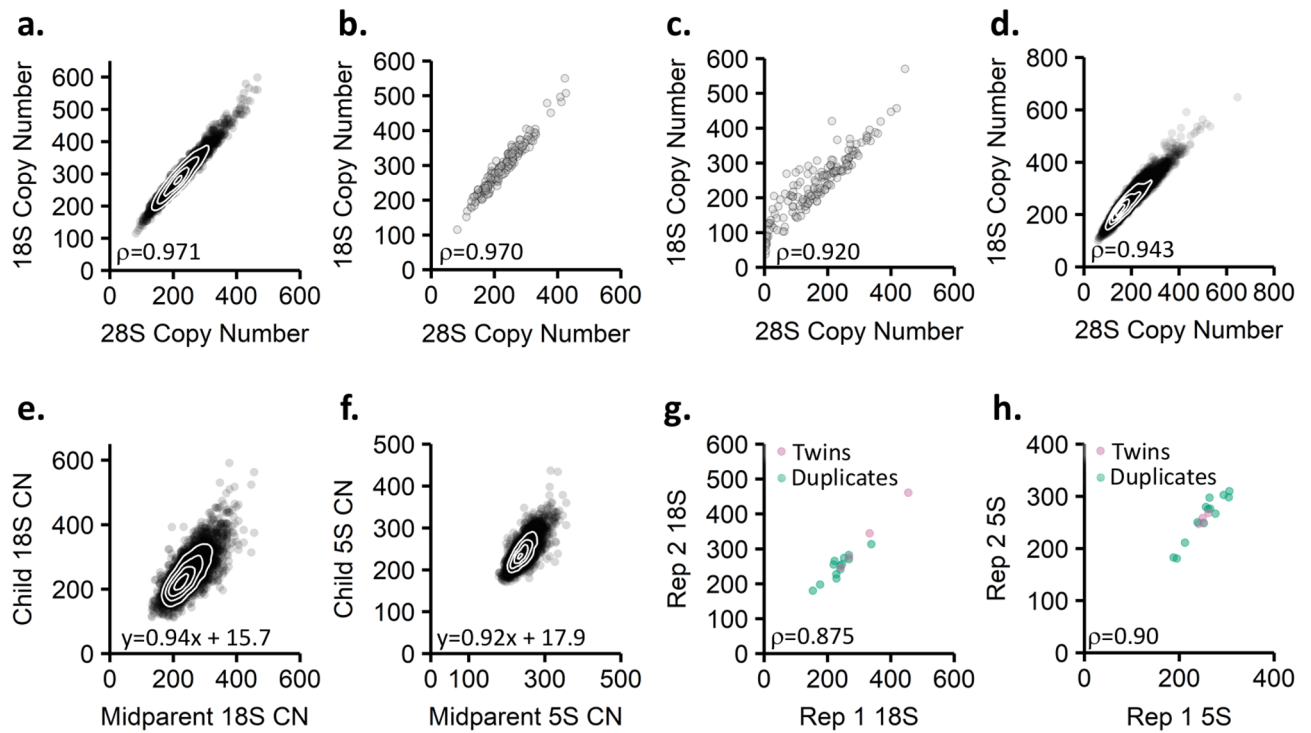 a.
18S Copy Number
600
500
400
300
200
100
0
ρ=0.971
0 200 400 600
28S Copy Number
b.
18S Copy Number
600
500
400
300
200
100
0
ρ=0.970
0 200 400 600
28S Copy Number
c.
18S Copy Number
600
500
400
300
200
100
0
ρ=0.920
0 200 400 600
28S Copy Number
d.
18S Copy Number
800
600
400
200
0
ρ=0.943
0 200 400 600 800
28S Copy Number
e.
Child 18S CN
600
400
200
0
y=0.94x + 15.7
0 200 400 600
Midparent 18S CN
f.
Child 5S CN
500
400
300
200
100
0
y=0.92x + 17.9
0 100 300 500
Midparent 5S CN
g.
Rep 2 18S
600
500
400
300
200
100
0
Twins
Duplicates
ρ=0.875
0 200 400 600
Rep 1 18S
h.
Rep 2 5S
400
300
200
100
0
Twins
Duplicates
ρ=0.90
0 200 400
Rep 1 5S